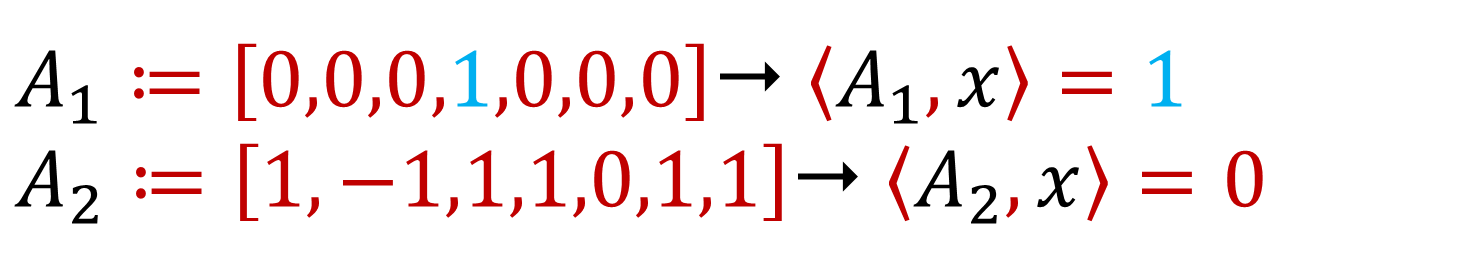 A₁ ≔ [0,0,0,1,0,0,0] → ⟨A₁, x⟩ = 1
A₂ ≔ [1, −1,1,1,0,1,1] → ⟨A₂, x⟩ = 0